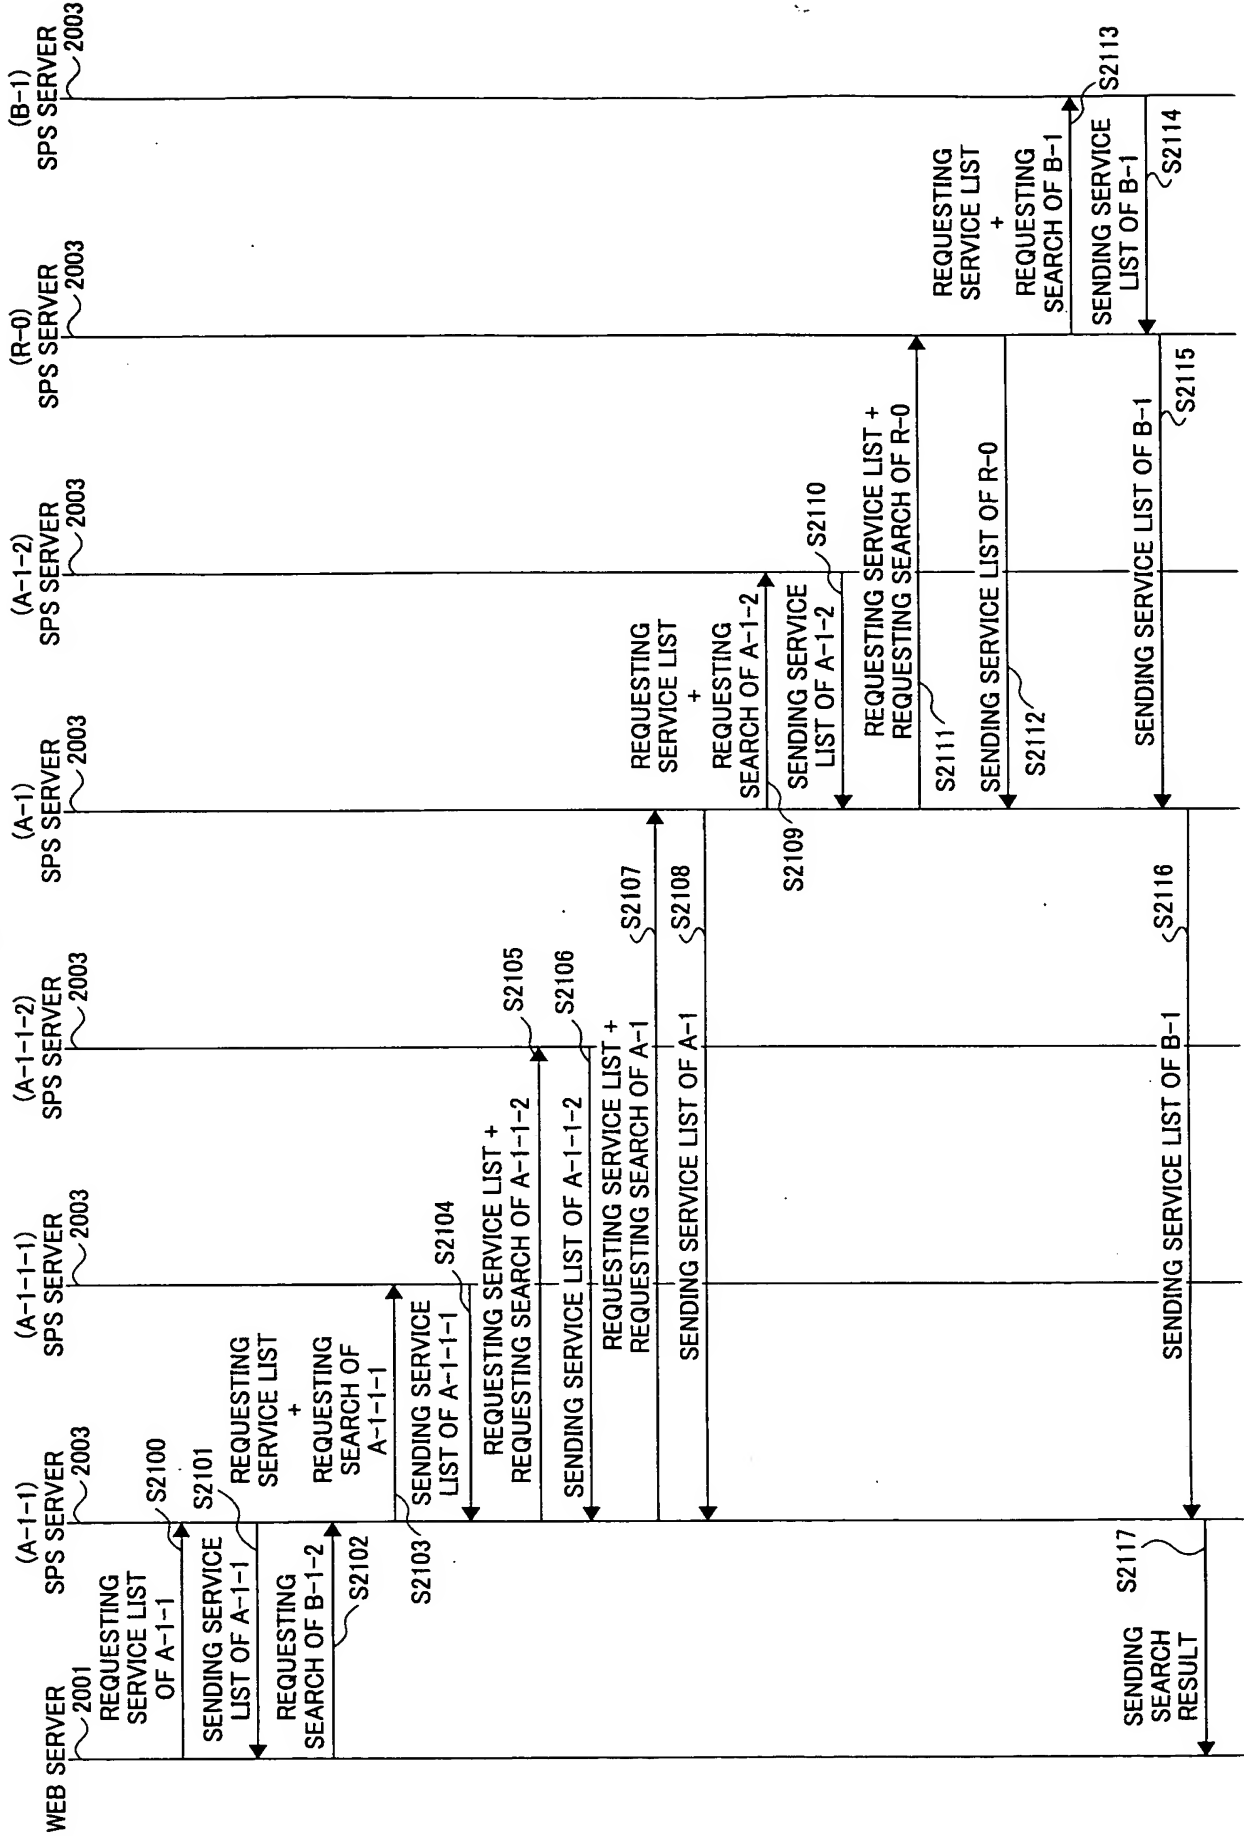 WEB SERVER
2001
(A-1-1)
SPS SERVER
2003
(A-1-1-1)
SPS SERVER
2003
(A-1-1-2)
SPS SERVER
2003
(A-1)
SPS SERVER
2003
(A-1-2)
SPS SERVER
2003
(R-0)
SPS SERVER
2003
(B-1)
SPS SERVER
2003
REQUESTING
SERVICE LIST
OF A-1-1
S2100
SENDING SERVICE
LIST OF A-1-1
S2101
REQUESTING
SEARCH OF B-1-2
S2102
REQUESTING
SERVICE LIST
+
REQUESTING
SEARCH OF
A-1-1-1
S2103
SENDING SERVICE
LIST OF A-1-1-1
S2104
REQUESTING SERVICE LIST +
REQUESTING SEARCH OF A-1-1-2
S2105
SENDING SERVICE LIST OF A-1-1-2
S2106
REQUESTING SERVICE LIST +
REQUESTING SEARCH OF A-1
S2107
SENDING SERVICE LIST OF A-1
S2108
REQUESTING
SERVICE LIST
+
REQUESTING
SEARCH OF A-1-2
S2109
SENDING SERVICE
LIST OF A-1-2
S2110
REQUESTING SERVICE LIST +
REQUESTING SEARCH OF R-0
S2111
SENDING SERVICE LIST OF R-0
S2112
REQUESTING
SERVICE LIST
+
REQUESTING
SEARCH OF B-1
S2113
SENDING SERVICE
LIST OF B-1
S2114
SENDING SERVICE LIST OF B-1
S2115
SENDING SERVICE LIST OF B-1
S2116
SENDING
SEARCH
RESULT
S2117